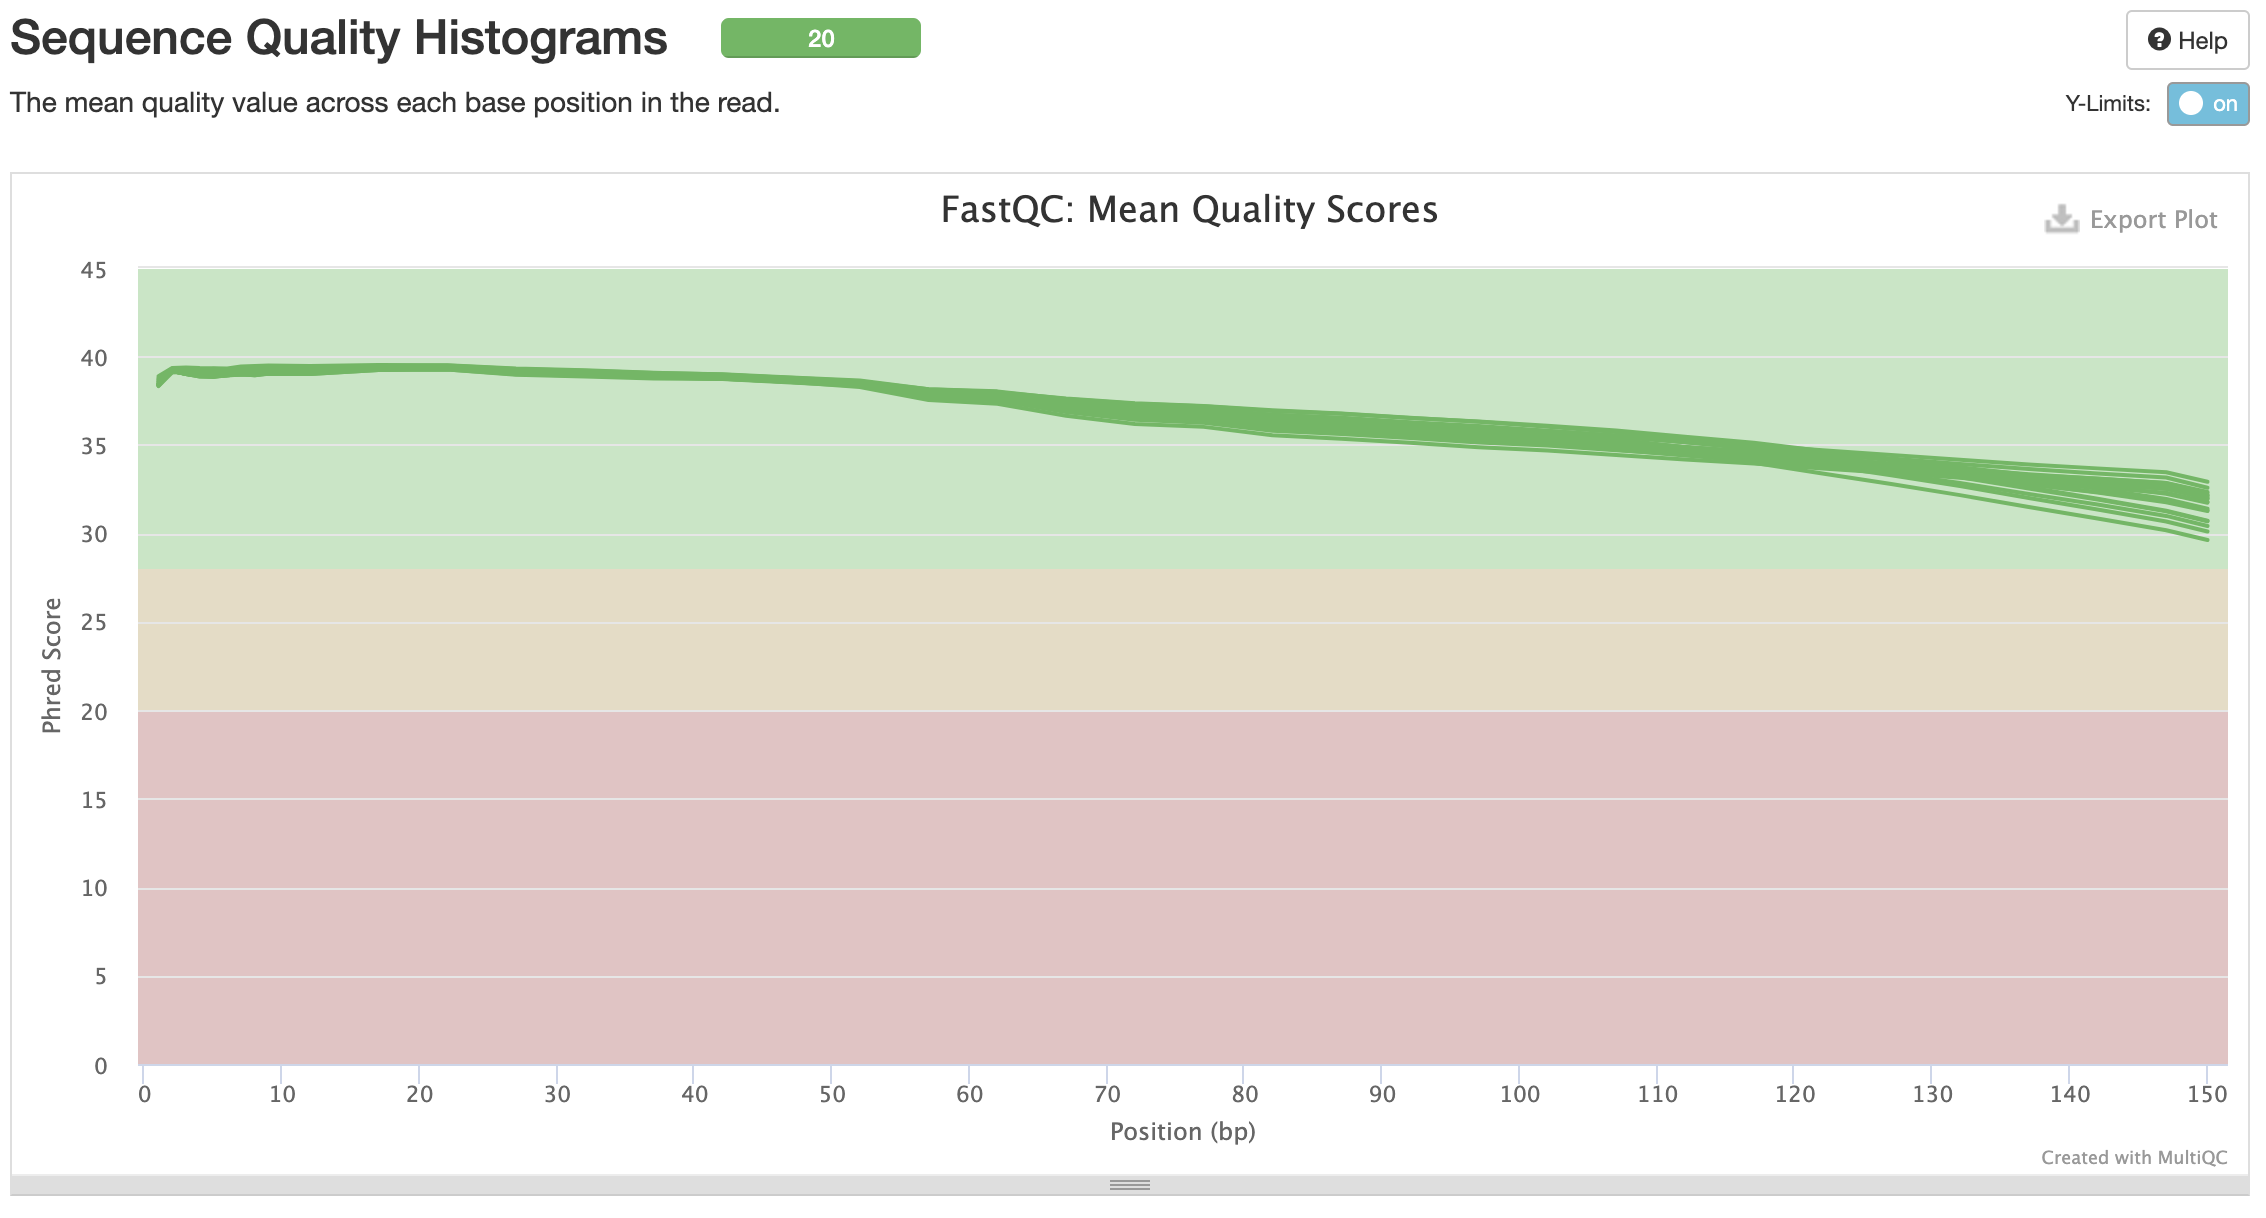 Sequence Quality Histograms
20
Help
The mean quality value across each base position in the read.
Y-Limits: on
FastQC: Mean Quality Scores
Export Plot
45
40
35
30
25
20
15
10
5
0
Phred Score
0 10 20 30 40 50 60 70 80 90 100 110 120 130 140 150
Position (bp)
Created with MultiQC